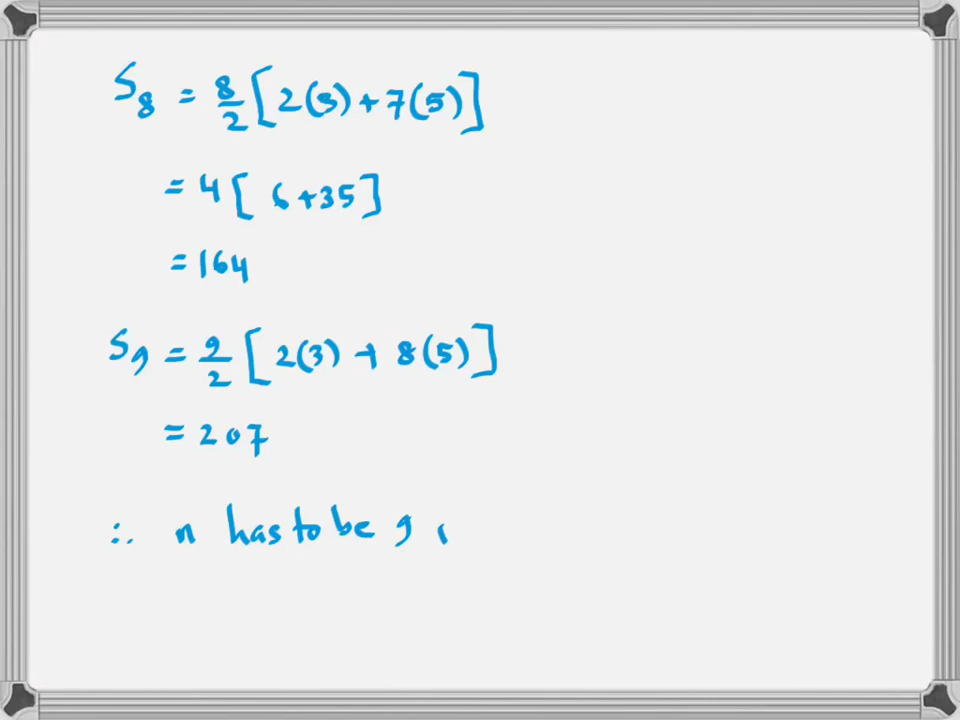 S₈ = 8/2 [2(3) + 7(5)]
= 4 [6 + 35]
= 164
S₉ = 9/2 [2(3) + 8(5)]
= 207
∴ n has to be 9